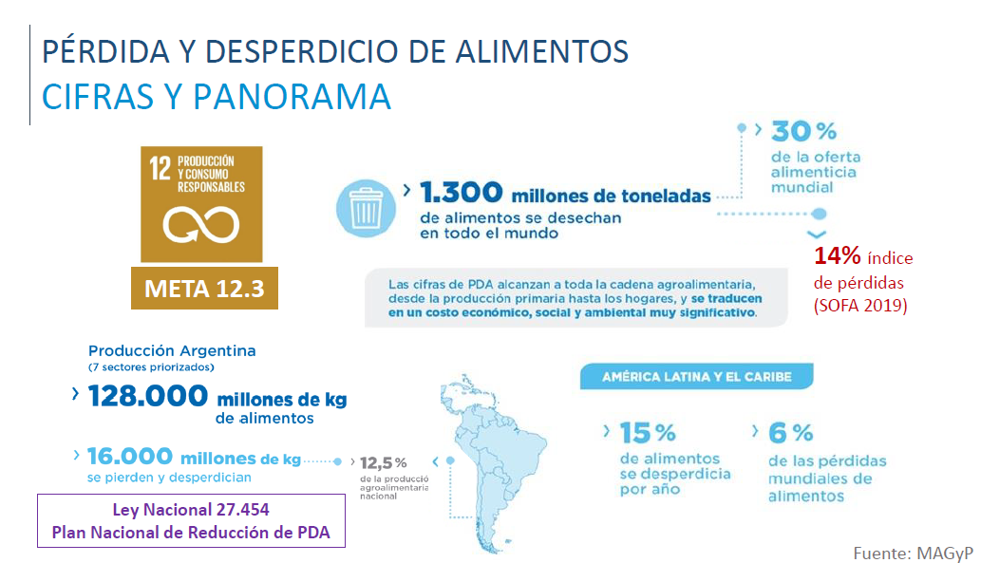 PÉRDIDA Y DESPERDICIO DE ALIMENTOS
CIFRAS Y PANORAMA
12 PRODUCCIÓN
Y CONSUMO
RESPONSABLES
META 12.3
1.300 millones de toneladas
de alimentos se desechan
en todo el mundo
30 %
de la oferta
alimenticia
mundial
14% índice
de pérdidas
(SOFA 2019)
Las cifras de PDA alcanzan a toda la cadena agroalimentaria,
desde la producción primaria hasta los hogares, y se traducen
en un costo económico, social y ambiental muy significativo.
Producción Argentina
(7 sectores priorizados)
128.000 millones de kg
de alimentos
16.000 millones de kg
se pierden y desperdician
12,5 %
de la producció
agroalimentaria
nacional
Ley Nacional 27.454
Plan Nacional de Reducción de PDA
AMÉRICA LATINA Y EL CARIBE
15 %
de alimentos
se desperdicia
por año
6 %
de las pérdidas
mundiales de
alimentos
Fuente: MAGyP